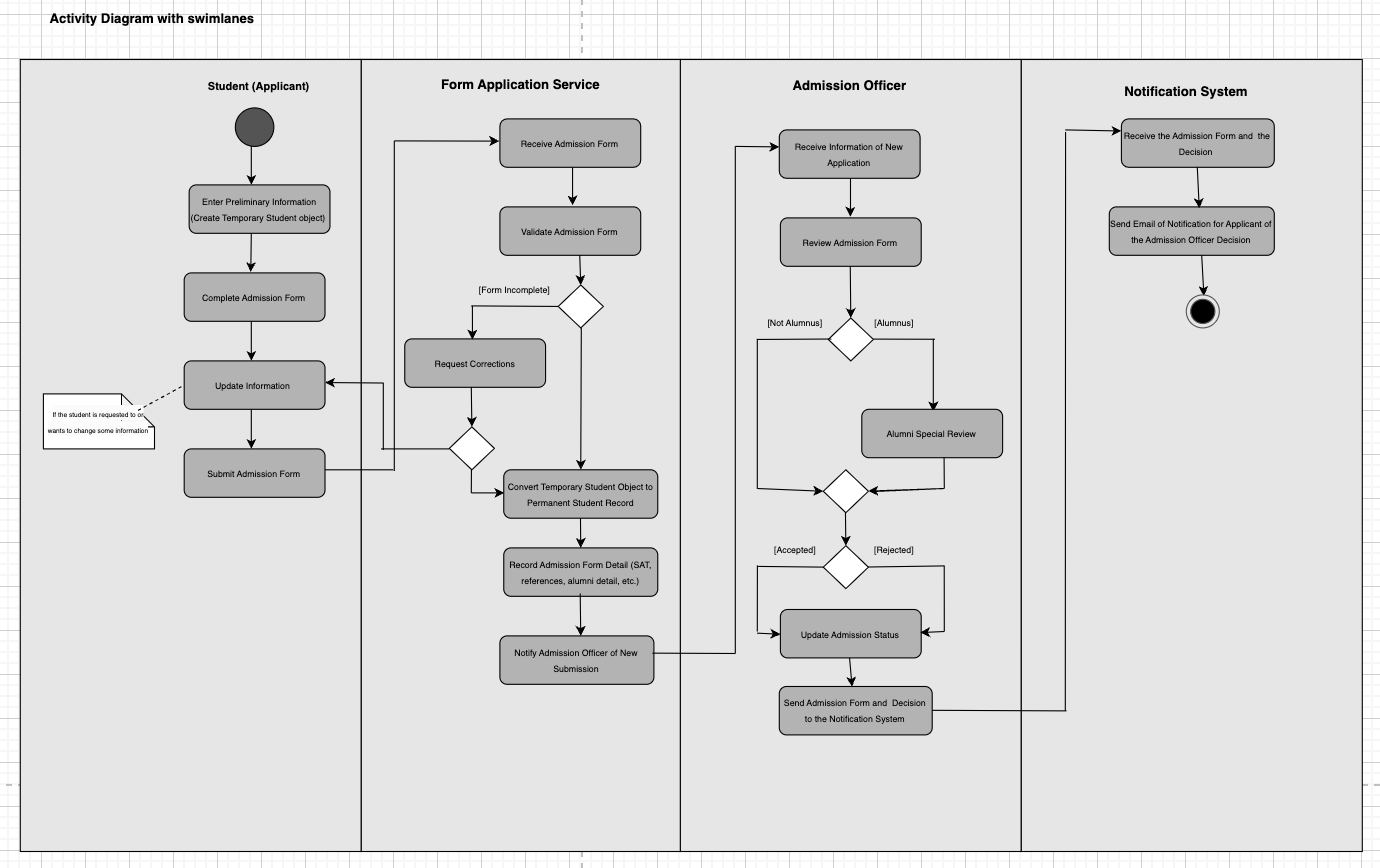 Activity Diagram with swimlanes
Student (Applicant)
Enter Preliminary Information
(Create Temporary Student object)
Complete Admission Form
Update Information
If the student is requested to or
wants to change some information
Submit Admission Form
Form Application Service
Receive Admission Form
Validate Admission Form
[Form Incomplete]
Request Corrections
Convert Temporary Student Object to
Permanent Student Record
Record Admission Form Detail (SAT,
references, alumni detail, etc.)
Notify Admission Officer of New
Submission
Admission Officer
Receive Information of New
Application
Review Admission Form
[Not Alumnus]
[Alumnus]
Alumni Special Review
[Accepted]
[Rejected]
Update Admission Status
Send Admission Form and Decision
to the Notification System
Notification System
Receive the Admission Form and the
Decision
Send Email of Notification for Applicant of
the Admission Officer Decision